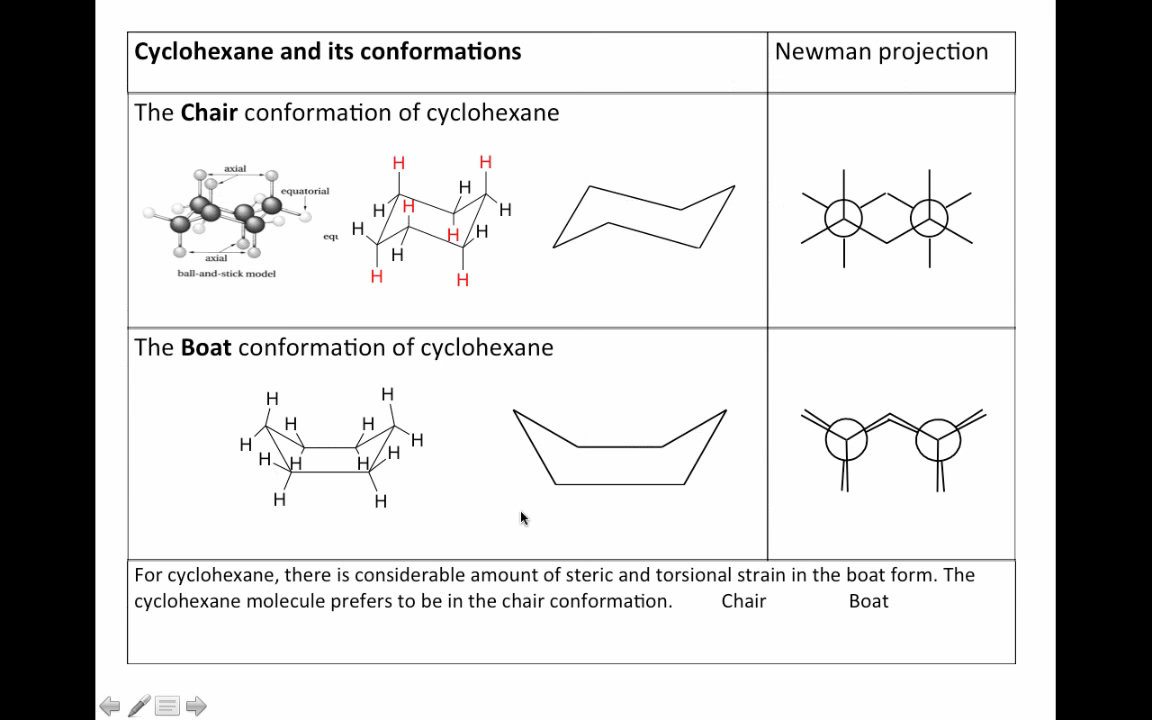 Cyclohexane and its conformations
Newman projection
The Chair conformation of cyclohexane
axial
equatorial
equ
axial
ball-and-stick model
H
H
H
H
H
H
H
H
H
H
H
H
The Boat conformation of cyclohexane
H
H
H
H
H
H
H
H
H
H
H
H
For cyclohexane, there is considerable amount of steric and torsional strain in the boat form. The
cyclohexane molecule prefers to be in the chair conformation. Chair Boat